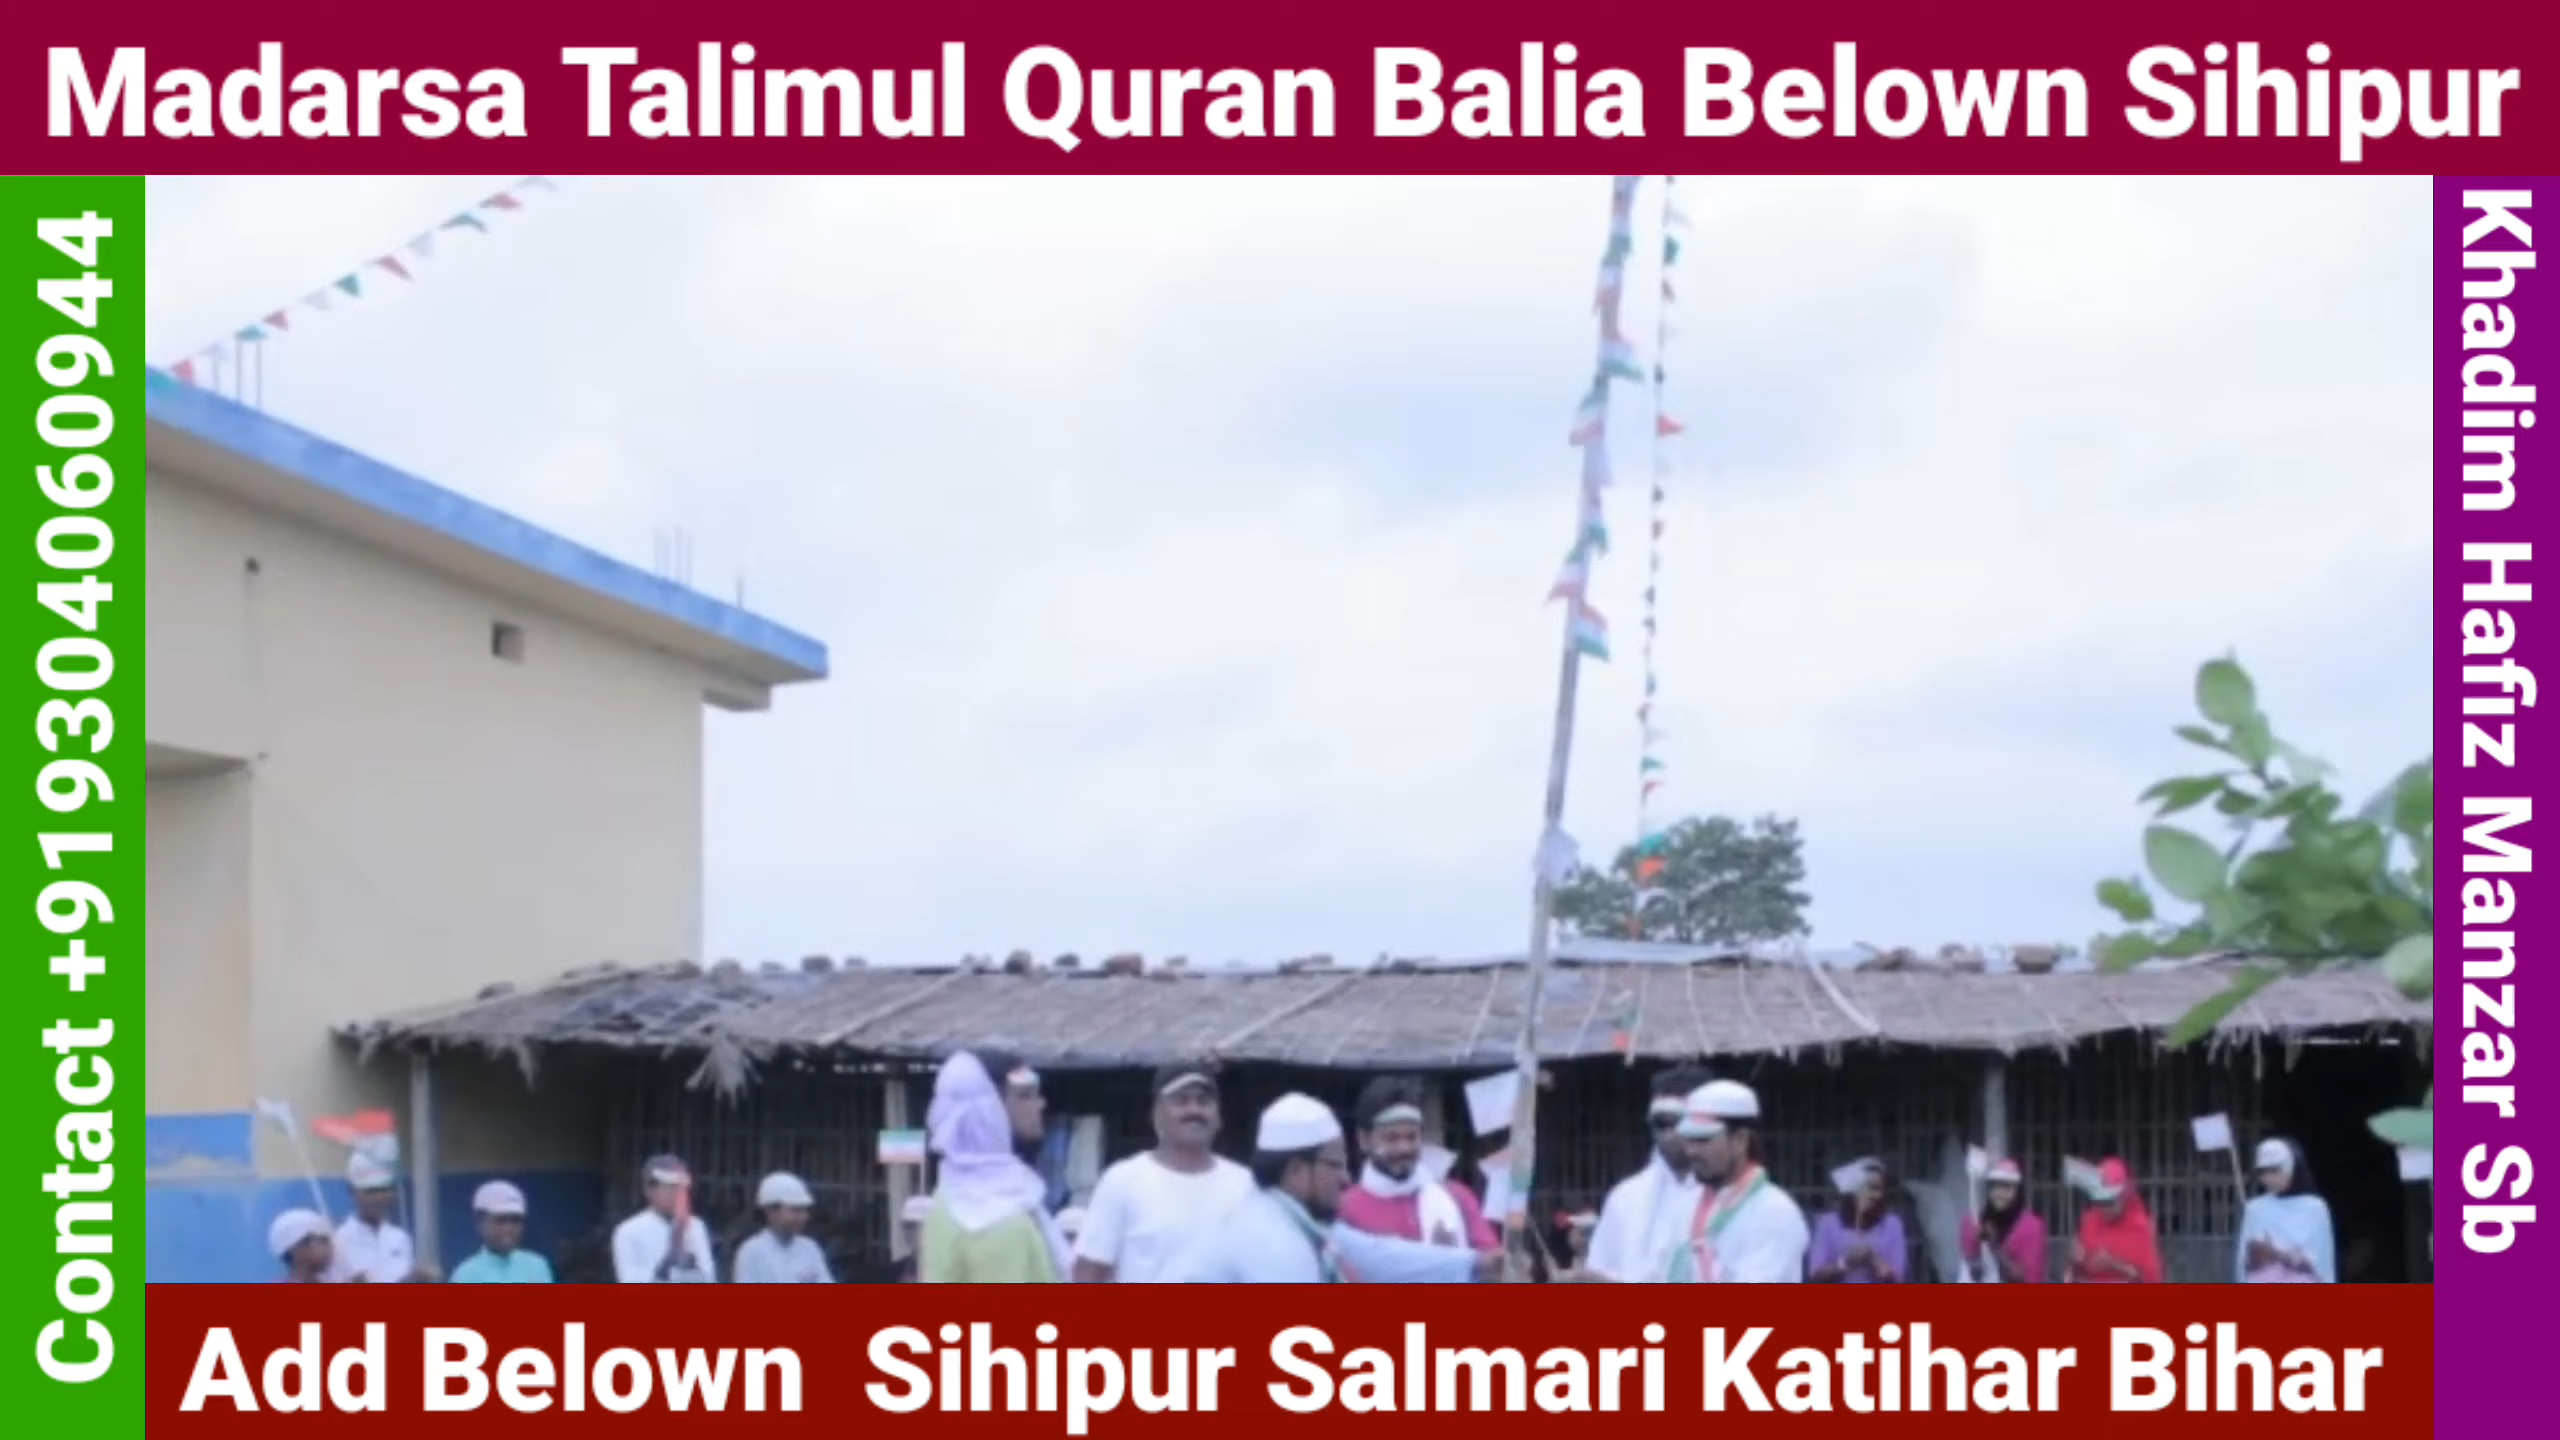 Madarsa Talimul Quran Balia Belown Sihipur
Contact +919304060944
Khadim Hafiz Manzar Sb
Add Belown  Sihipur Salmari Katihar Bihar